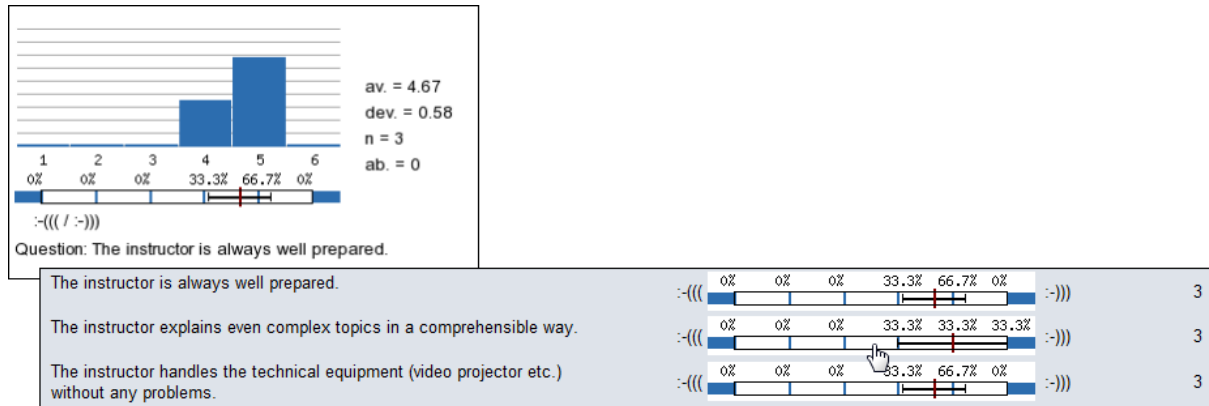 av. = 4.67
dev. = 0.58
n = 3
ab. = 0
1 2 3 4 5 6
0% 0% 0% 33.3% 66.7% 0%
:-((( / :-)))
Question: The instructor is always well prepared.
The instructor is always well prepared. :-((( 0% 0% 0% 33.3% 66.7% 0% :-))) 3
The instructor explains even complex topics in a comprehensible way. :-((( 0% 0% 0% 33.3% 33.3% 33.3% :-))) 3
The instructor handles the technical equipment (video projector etc.) :-((( 0% 0% 0% 33.3% 66.7% 0% :-))) 3
without any problems.